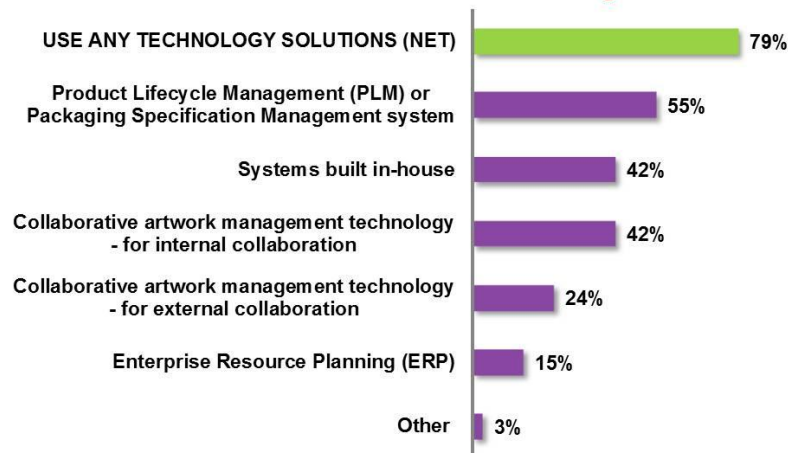 USE ANY TECHNOLOGY SOLUTIONS (NET) 79%
Product Lifecycle Management (PLM) or
Packaging Specification Management system 55%
Systems built in-house 42%
Collaborative artwork management technology
- for internal collaboration 42%
Collaborative artwork management technology
- for external collaboration 24%
Enterprise Resource Planning (ERP) 15%
Other 3%